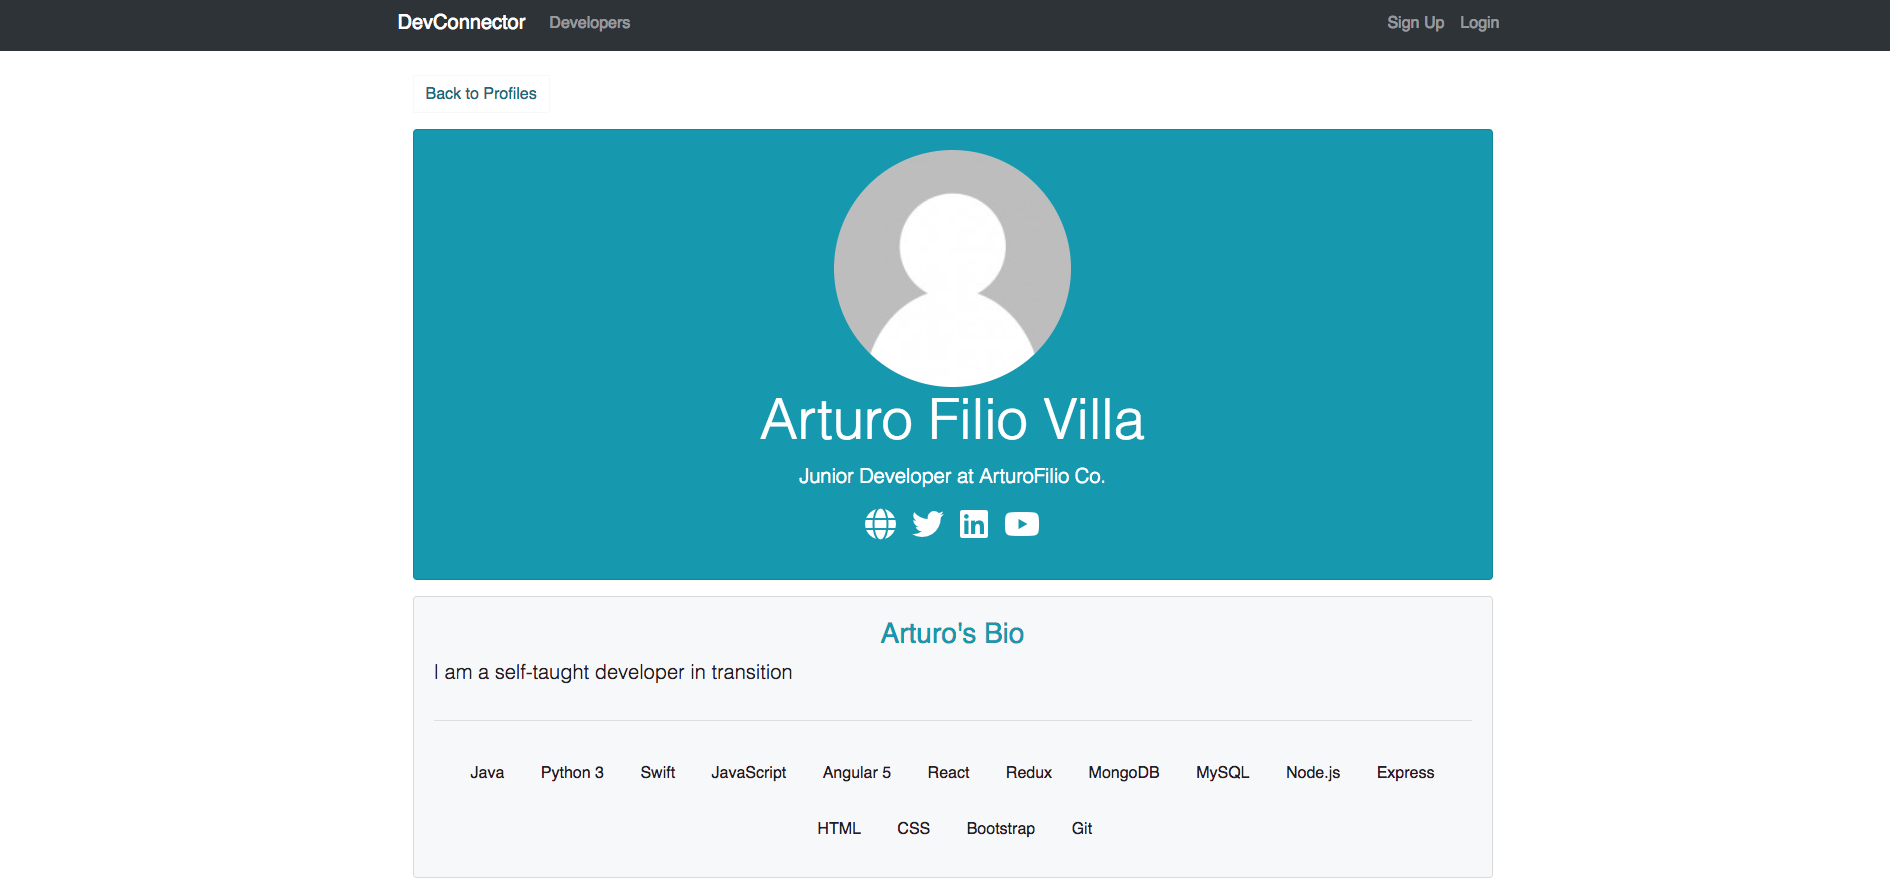 DevConnector Developers Sign Up Login
Back to Profiles
Arturo Filio Villa
Junior Developer at ArturoFilio Co.
in
Arturo's Bio
I am a self-taught developer in transition
Java Python 3 Swift JavaScript Angular 5 React Redux MongoDB MySQL Node.js Express
HTML CSS Bootstrap Git